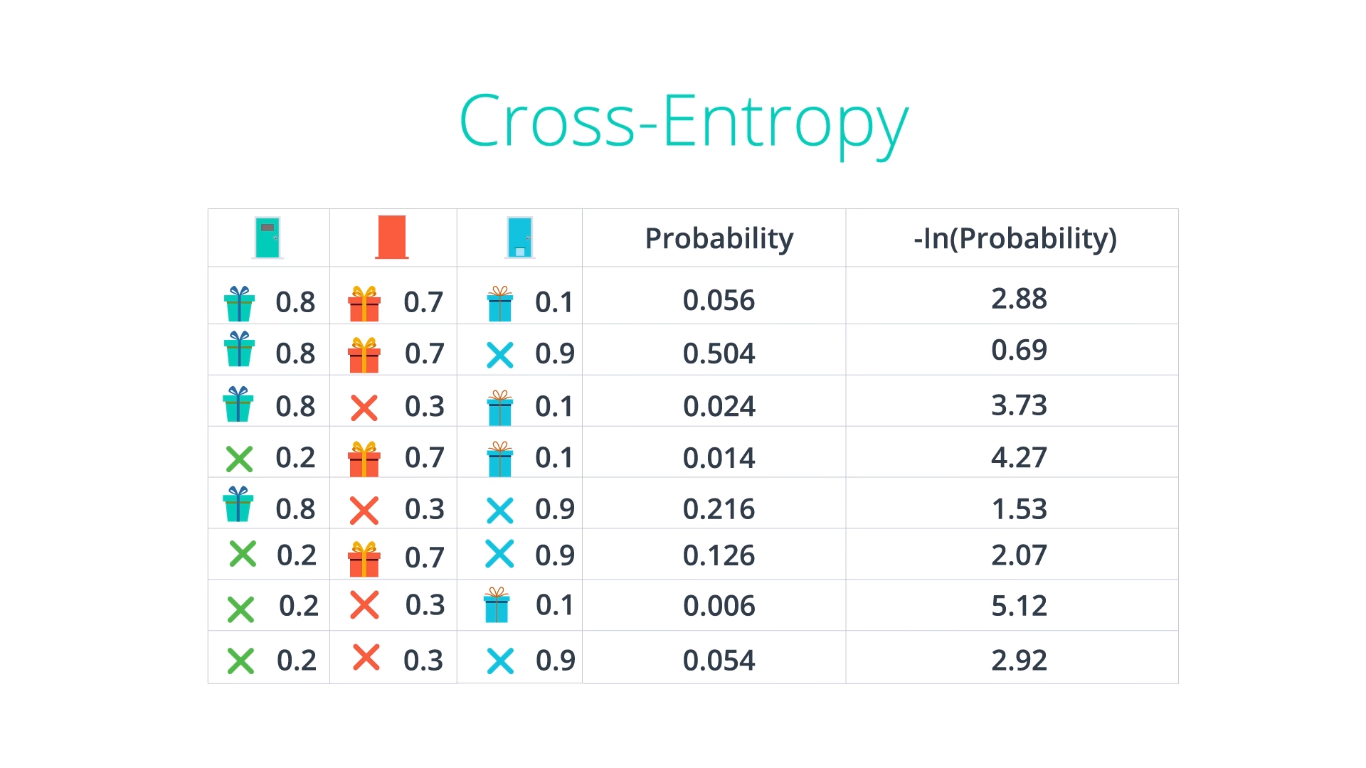 Cross-Entropy
Probability -ln(Probability)
0.8 0.7 0.1 0.056 2.88
0.8 0.7 0.9 0.504 0.69
0.8 0.3 0.1 0.024 3.73
0.2 0.7 0.1 0.014 4.27
0.8 0.3 0.9 0.216 1.53
0.2 0.7 0.9 0.126 2.07
0.2 0.3 0.1 0.006 5.12
0.2 0.3 0.9 0.054 2.92